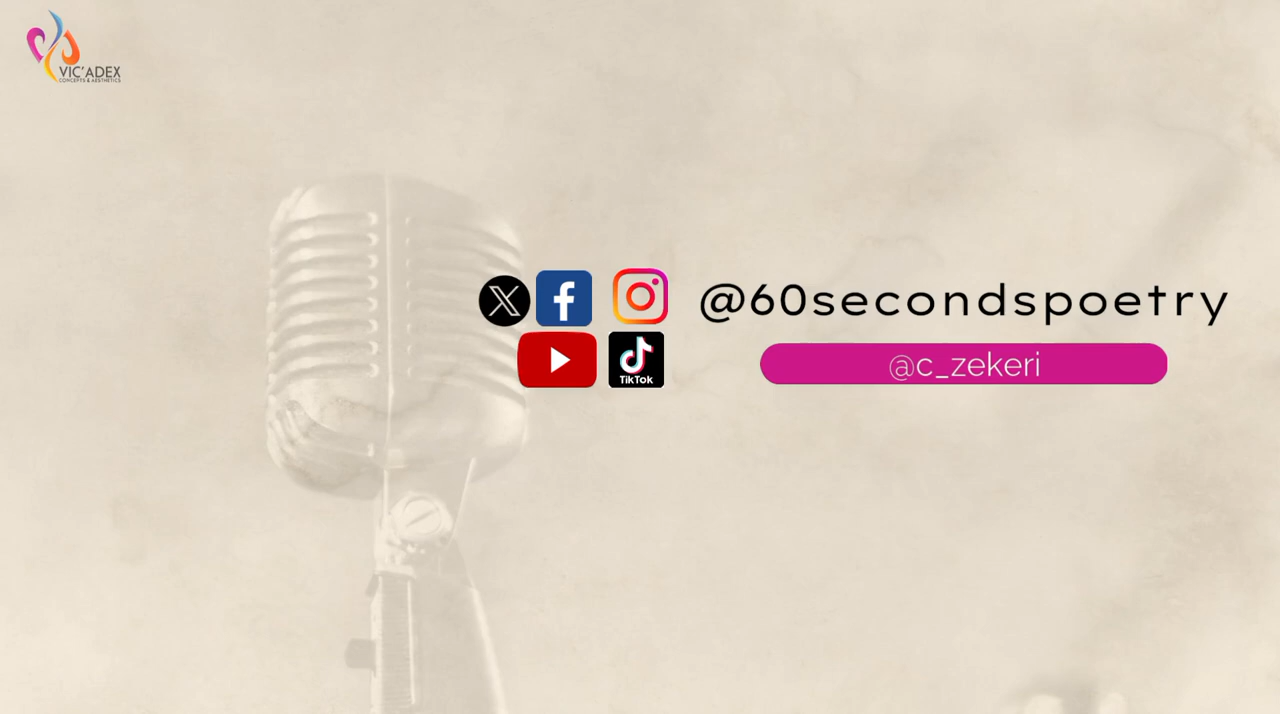 VIC'ADEX
CONCEPTS & AESTHETICS
@60secondspoetry
TikTok
@c_zekeri